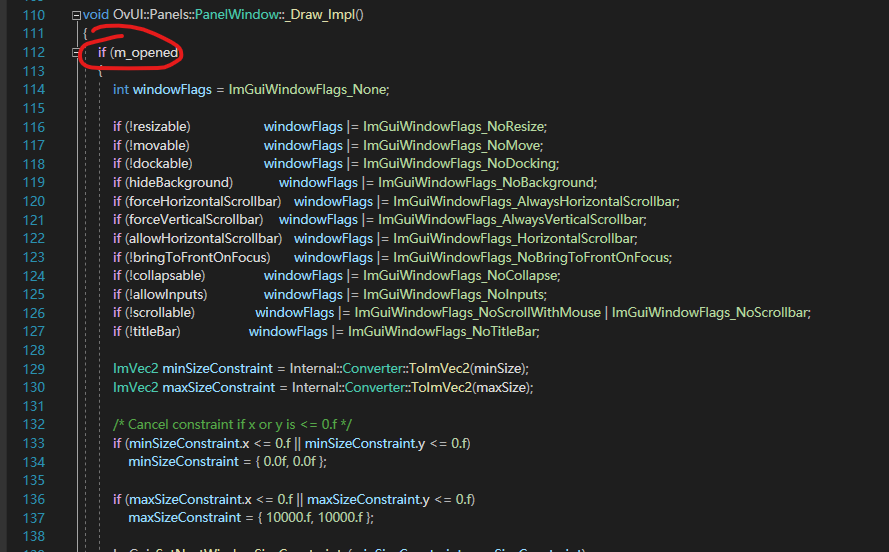 110 void OvUI::Panels::PanelWindow::_Draw_Impl()
111 {
112 if (m_opened
113 {
114 int windowFlags = ImGuiWindowFlags_None;
115
116 if (!resizable) windowFlags |= ImGuiWindowFlags_NoResize;
117 if (!movable) windowFlags |= ImGuiWindowFlags_NoMove;
118 if (!dockable) windowFlags |= ImGuiWindowFlags_NoDocking;
119 if (hideBackground) windowFlags |= ImGuiWindowFlags_NoBackground;
120 if (forceHorizontalScrollbar) windowFlags |= ImGuiWindowFlags_AlwaysHorizontalScrollbar;
121 if (forceVerticalScrollbar) windowFlags |= ImGuiWindowFlags_AlwaysVerticalScrollbar;
122 if (allowHorizontalScrollbar) windowFlags |= ImGuiWindowFlags_HorizontalScrollbar;
123 if (!bringToFrontOnFocus) windowFlags |= ImGuiWindowFlags_NoBringToFrontOnFocus;
124 if (!collapsable) windowFlags |= ImGuiWindowFlags_NoCollapse;
125 if (!allowInputs) windowFlags |= ImGuiWindowFlags_NoInputs;
126 if (!scrollable) windowFlags |= ImGuiWindowFlags_NoScrollWithMouse | ImGuiWindowFlags_NoScrollbar;
127 if (!titleBar) windowFlags |= ImGuiWindowFlags_NoTitleBar;
128
129 ImVec2 minSizeConstraint = Internal::Converter::ToImVec2(minSize);
130 ImVec2 maxSizeConstraint = Internal::Converter::ToImVec2(maxSize);
131
132 /* Cancel constraint if x or y is <= 0.f */
133 if (minSizeConstraint.x <= 0.f || minSizeConstraint.y <= 0.f)
134 minSizeConstraint = { 0.0f, 0.0f };
135
136 if (maxSizeConstraint.x <= 0.f || maxSizeConstraint.y <= 0.f)
137 maxSizeConstraint = { 10000.f, 10000.f };
138